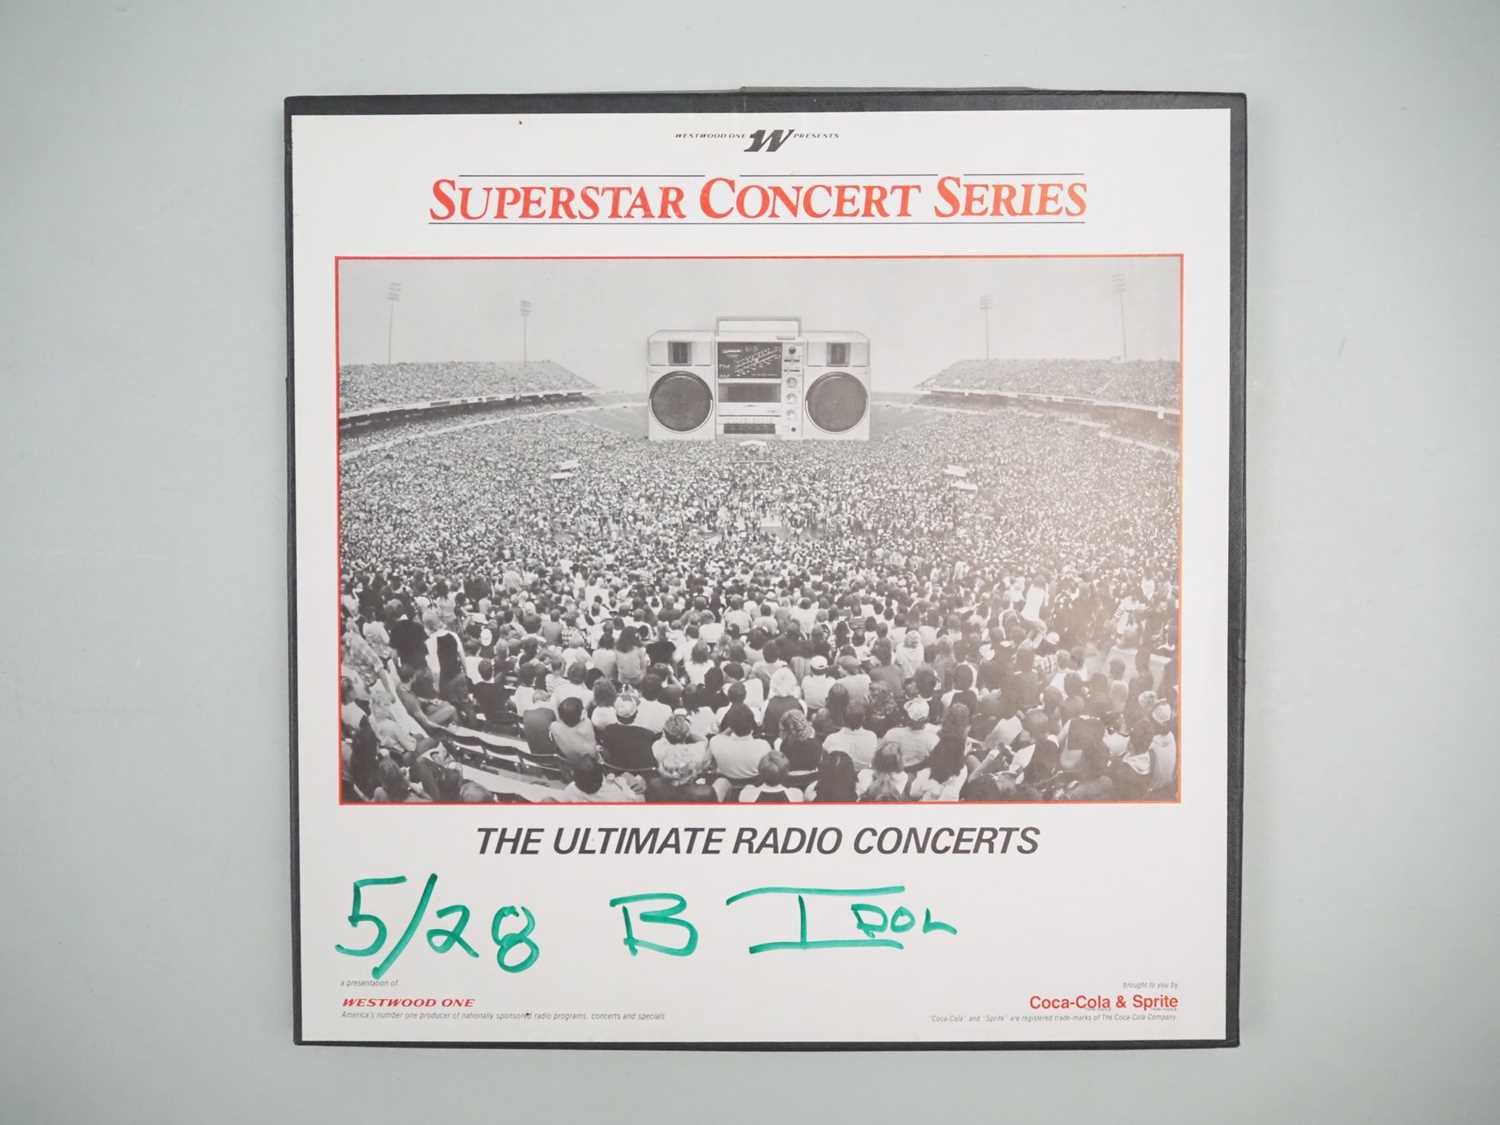 WESTWOOD ONE W PRESENTS
SUPERSTAR CONCERT SERIES
THE ULTIMATE RADIO CONCERTS
5/28 B IDOL
a presentation of
WESTWOOD ONE
America's number one producer of nationally sponsored radio programs, concerts and specials
brought to you by
Coca-Cola & Sprite
"Coca-Cola" and "Sprite" are registered trade-marks of The Coca-Cola Company.